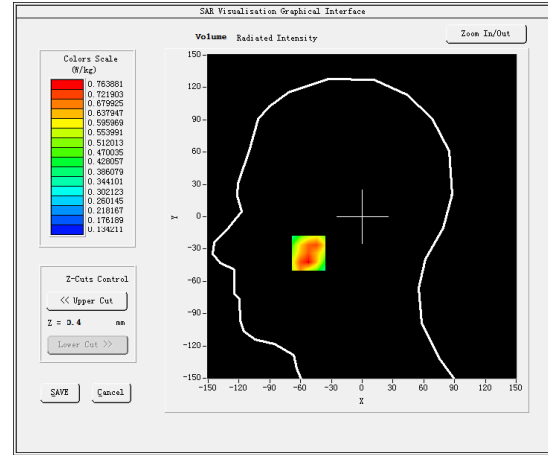 SAR Visualisation Graphical Interface
Volume Radiated Intensity
Zoom In/Out
Colors Scale
(W/kg)
0.763881
0.721903
0.679925
0.637947
0.595969
0.553991
0.512013
0.470035
0.428057
0.386079
0.344101
0.302123
0.260145
0.218167
0.176189
0.134211
Z-Cuts Control
<< Upper Cut
Z = 0.4 mm
Lower Cut >>
SAVE Cancel
150
120
90
60
30
0
-30
-60
-90
-120
-150
Y
-150 -120 -90 -60 -30 0 30 60 90 120 150
X